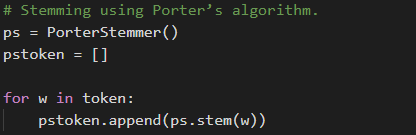 # Stemming using Porter’s algorithm.
ps = PorterStemmer()
pstoken = []

for w in token:
    pstoken.append(ps.stem(w))